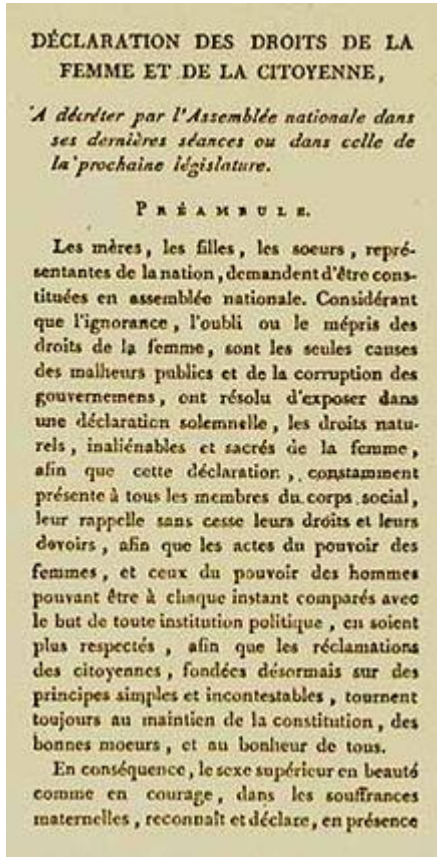 DÉCLARATION DES DROITS DE LA
FEMME ET DE LA CITOYENNE,
A décréter par l'Assemblée nationale dans
ses dernières séances ou dans celle de
la prochaine législature.
PRÉAMBULE.
Les mères, les filles, les soeurs, repré-
sentantes de la nation, demandent d'être cons-
tituées en assemblée nationale. Considérant
que l'ignorance, l'oubli ou le mépris des
droits de la femme, sont les seules causes
des malheurs publics et de la corruption des
gouvernemens, ont résolu d'exposer dans
une déclaration solemnelle, les droits natu-
rels, inaliénables et sacrés de la femme,
afin que cette déclaration, constamment
présente à tous les membres du corps social,
leur rappelle sans cesse leurs droits et leurs
devoirs, afin que les actes du pouvoir des
femmes, et ceux du pouvoir des hommes
pouvant être à chaque instant comparés avec
le but de toute institution politique, en soient
plus respectés, afin que les réclamations
des citoyennes, fondées désormais sur des
principes simples et incontestables, tournent
toujours au maintien de la constitution, des
bonnes moeurs, et au bonheur de tous.
En conséquence, le sexe supérieur en beauté
comme en courage, dans les souffrances
maternelles, reconnaît et déclare, en présence